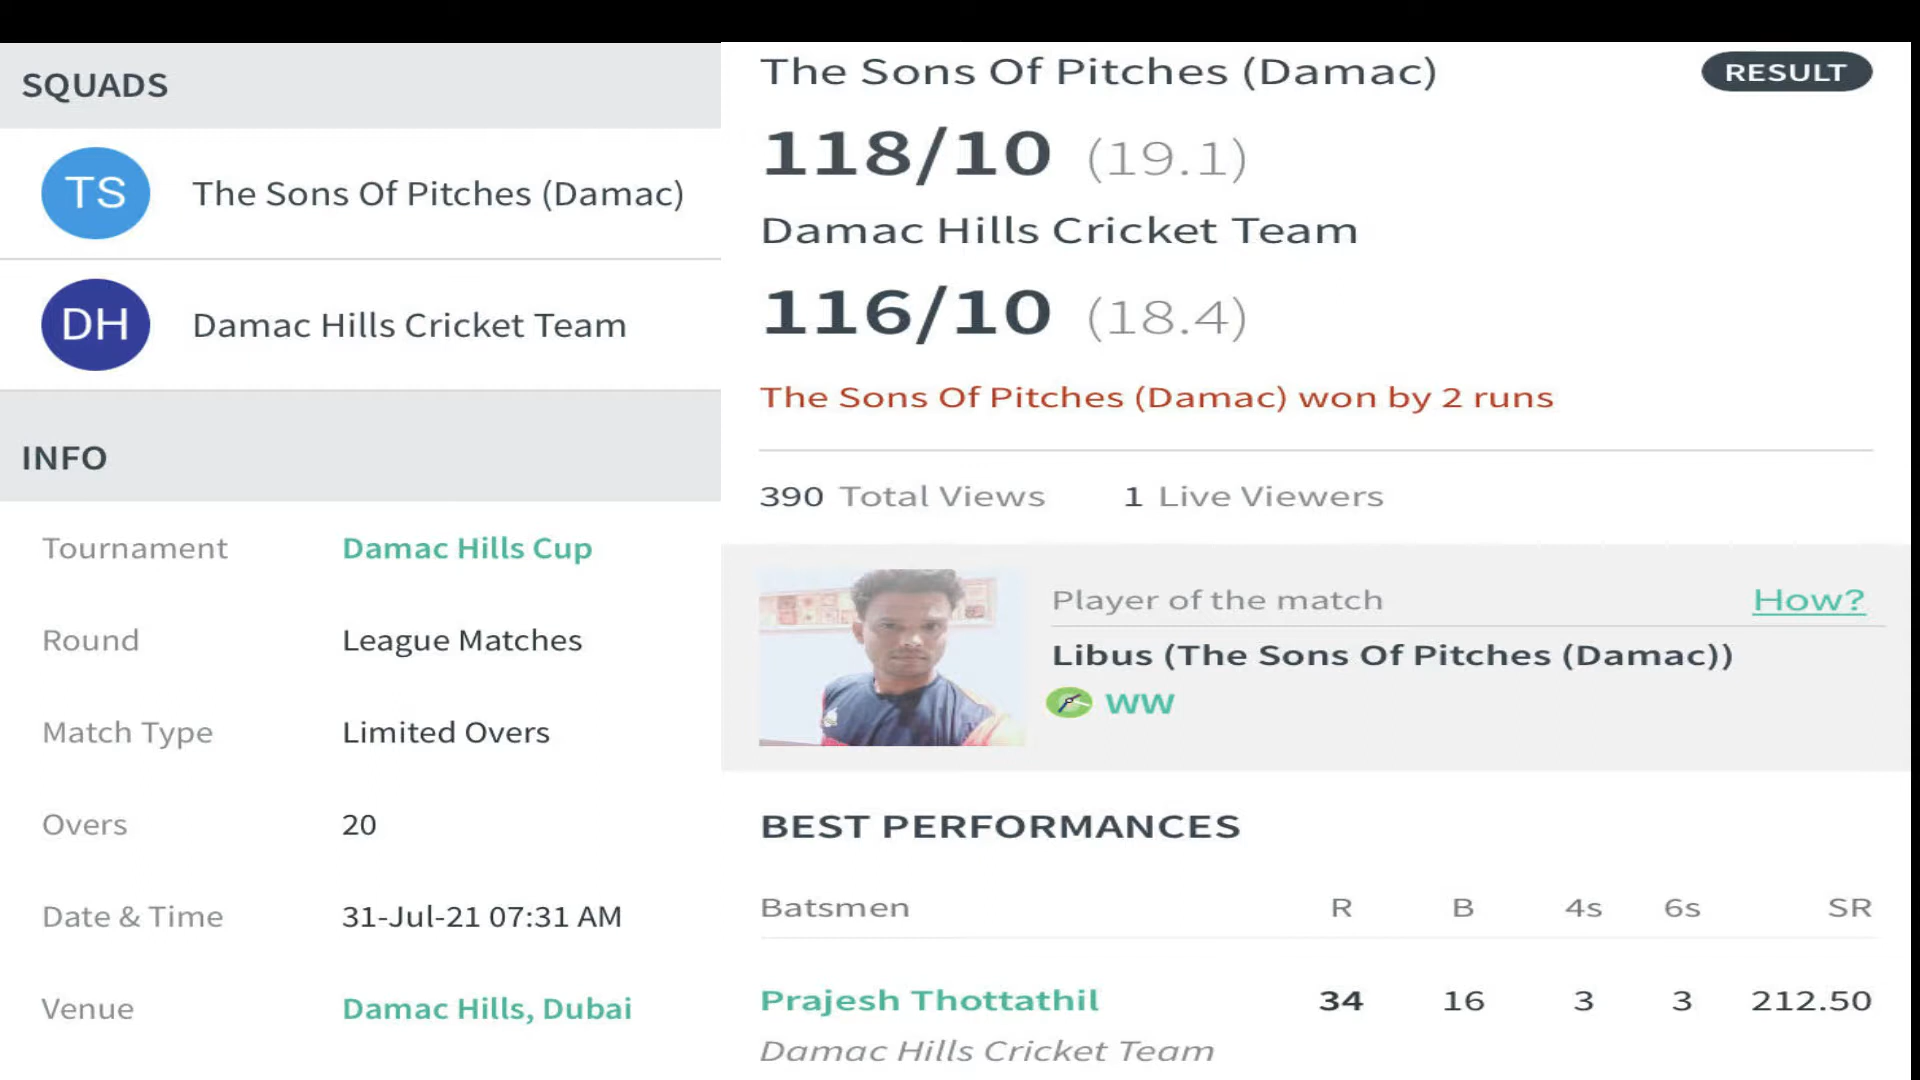 SQUADS
TS
The Sons Of Pitches (Damac)
DH
Damac Hills Cricket Team
INFO
Tournament Damac Hills Cup
Round League Matches
Match Type Limited Overs
Overs 20
Date & Time 31-Jul-21 07:31 AM
Venue Damac Hills, Dubai
The Sons Of Pitches (Damac) RESULT
118/10 (19.1)
Damac Hills Cricket Team
116/10 (18.4)
The Sons Of Pitches (Damac) won by 2 runs
390 Total Views 1 Live Viewers
Player of the match How?
Libus (The Sons Of Pitches (Damac))
WW
BEST PERFORMANCES
Batsmen R B 4s 6s SR
Prajesh Thottathil 34 16 3 3 212.50
Damac Hills Cricket Team